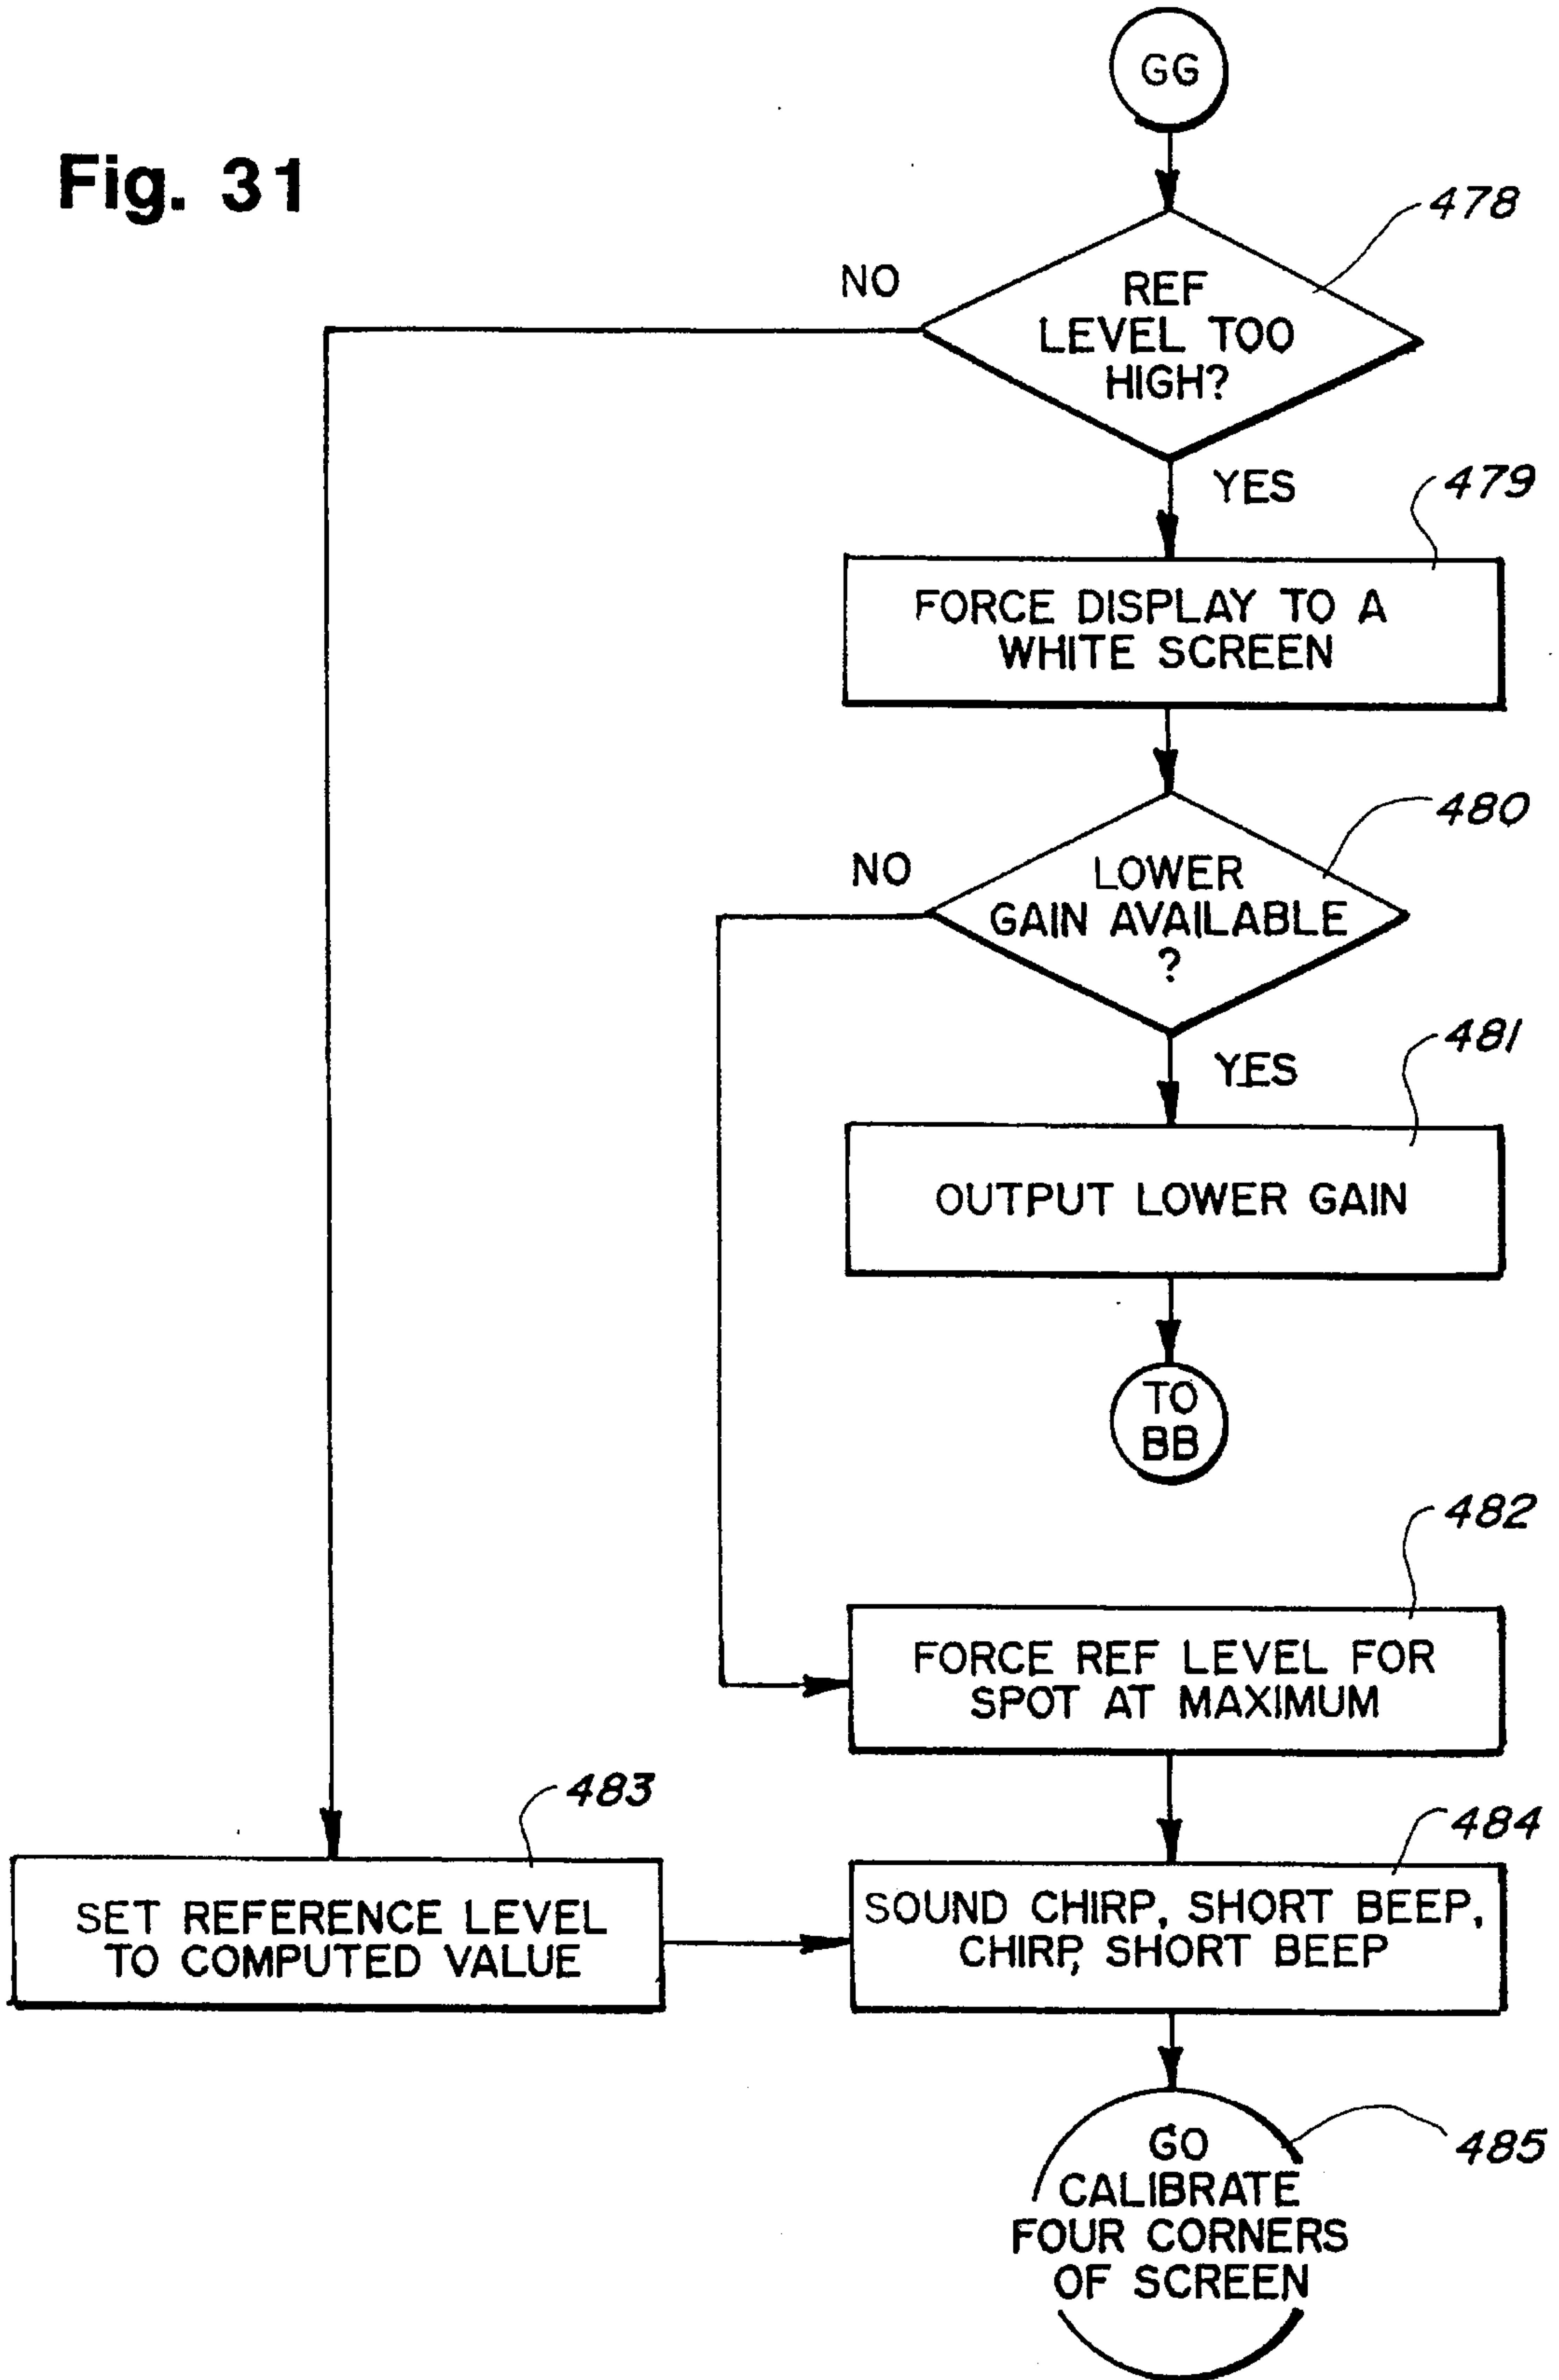 GG
Fig. 31
478
NO
REF
LEVEL TOO
HIGH?
YES
479
FORCE DISPLAY TO A
WHITE SCREEN
480
NO
LOWER
GAIN AVAILABLE
?
481
YES
OUTPUT LOWER GAIN
TO
BB
482
FORCE REF LEVEL FOR
SPOT AT MAXIMUM
483
484
SET REFERENCE LEVEL
TO COMPUTED VALUE
SOUND CHIRP, SHORT BEEP,
CHIRP, SHORT BEEP
485
GO
CALIBRATE
FOUR CORNERS
OF SCREEN